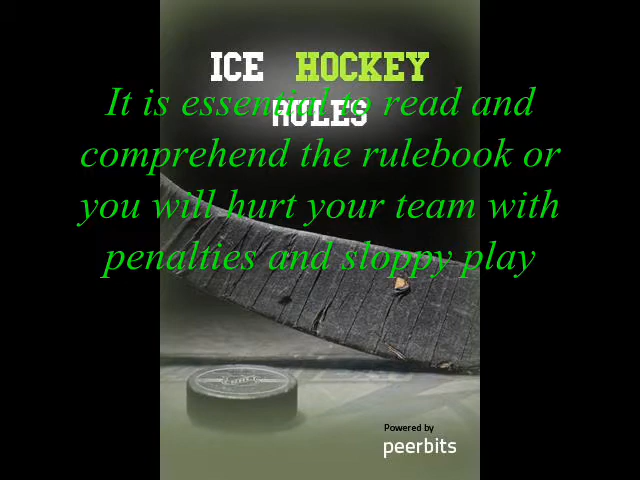 ICE HOCKEY
RULES
It is essential to read and
comprehend the rulebook or
you will hurt your team with
penalties and sloppy play
Powered by
peerbits